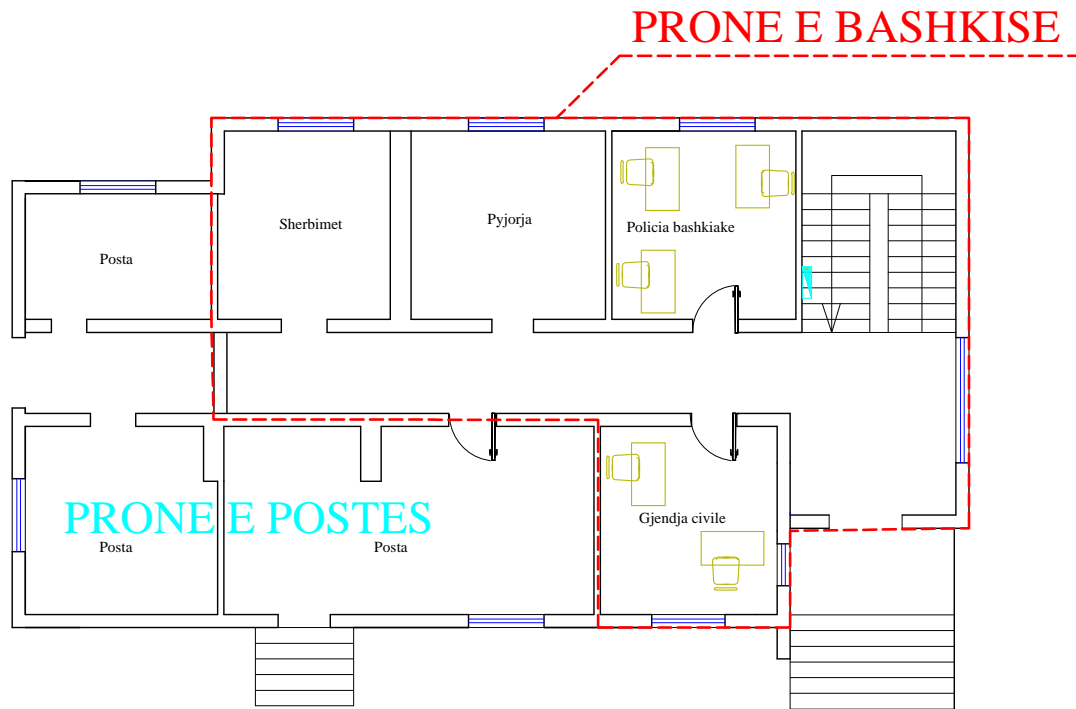 PRONE E BASHKISE
Sherbimet
Pyjorja
Policia bashkiake
Posta
PRONE E POSTES
Posta
Posta
Gjendja civile